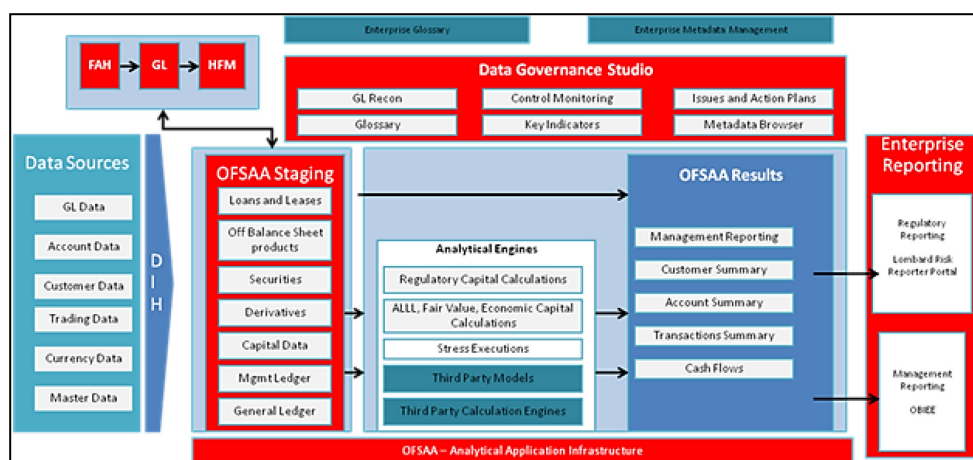 Enterprise Glossary
Enterprise Metadata Management
FAH
GL
HFM
Data Governance Studio
GL Recon
Control Monitoring
Issues and Action Plans
Glossary
Key Indicators
Metadata Browser
Data Sources
GL Data
Account Data
Customer Data
Trading Data
Currency Data
Master Data
D
I
H
OFSAA Staging
Loans and Leases
Off Balance Sheet
products
Securities
Derivatives
Capital Data
Mgmt Ledger
General Ledger
Analytical Engines
Regulatory Capital Calculations
ALLL, Fair Value, Economic Capital
Calculations
Stress Executions
Third Party Models
Third Party Calculation Engines
OFSAA Results
Management Reporting
Customer Summary
Account Summary
Transactions Summary
Cash Flows
Enterprise
Reporting
Regulatory
Reporting
Lombard Risk
Reporter Portal
Management
Reporting
OBIEE
OFSAA – Analytical Application Infrastructure